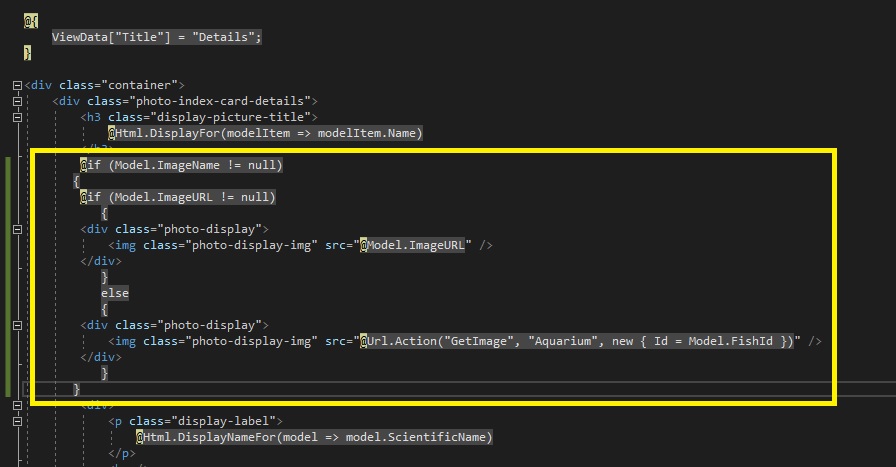 @{
ViewData["Title"] = "Details";
}
<div class="container">
<div class="photo-index-card-details">
<h3 class="display-picture-title">
@Html.DisplayFor(modelItem => modelItem.Name)
@if (Model.ImageName != null)
{
@if (Model.ImageURL != null)
{
<div class="photo-display">
<img class="photo-display-img" src="@Model.ImageURL" />
</div>
}
else
{
<div class="photo-display">
<img class="photo-display-img" src="@Url.Action("GetImage", "Aquarium", new { Id = Model.FishId })" />
</div>
}
}
<div>
<p class="display-label">
@Html.DisplayNameFor(model => model.ScientificName)
</p>